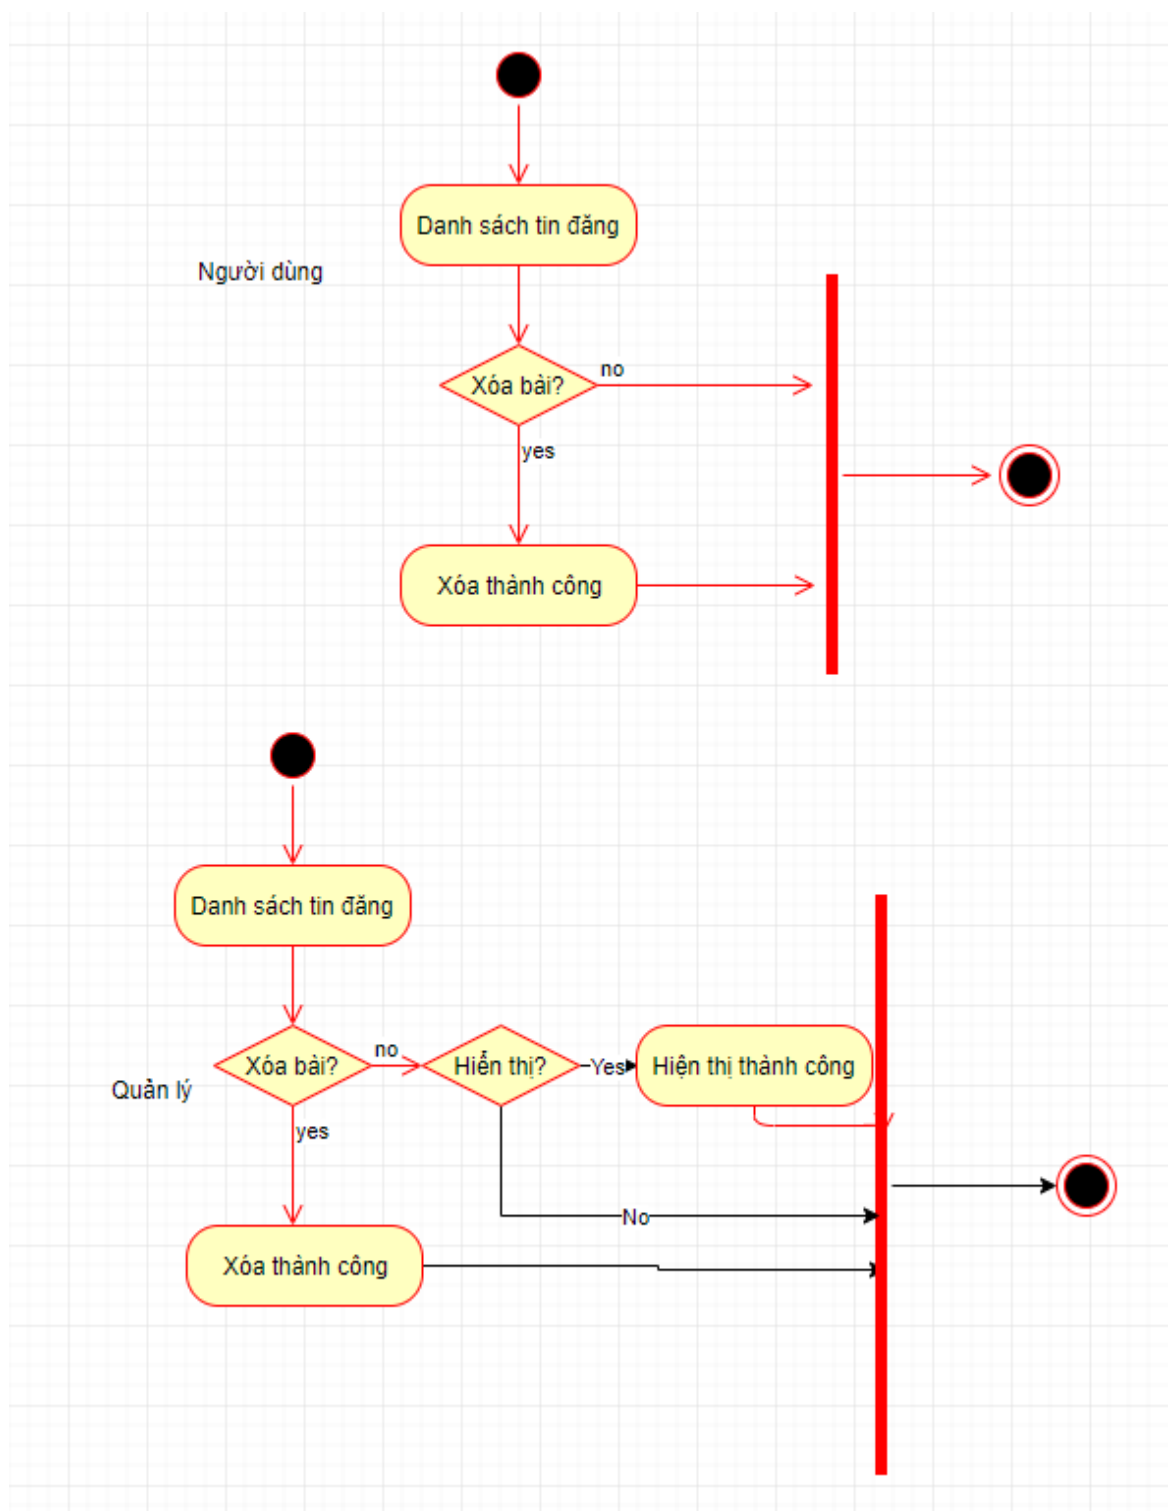 Danh sách tin đăng
Người dùng
Xóa bài?
no
yes
Xóa thành công
Danh sách tin đăng
Xóa bài?
no
Hiển thị?
Yes
Hiện thị thành công
Quản lý
yes
No
Xóa thành công